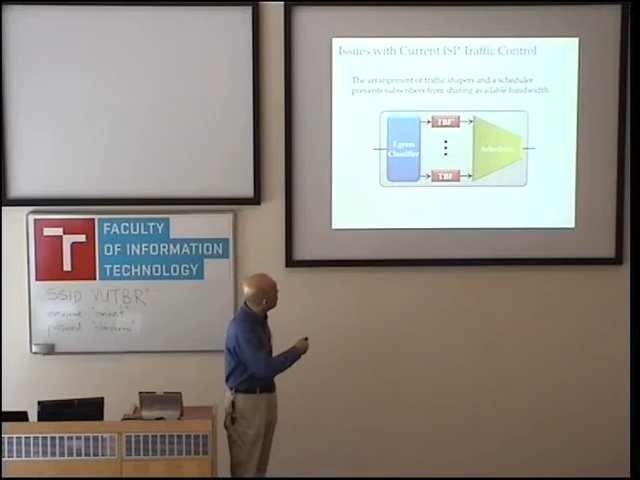 Issues with Current ISP Traffic Control
The arrangement of traffic shapers and a scheduler
prevents subscribers from sharing available bandwidth.
Egress
Classifier
TBF
TBF
Scheduler
T
FACULTY
OF INFORMATION
TECHNOLOGY
SSID VUTBR
password